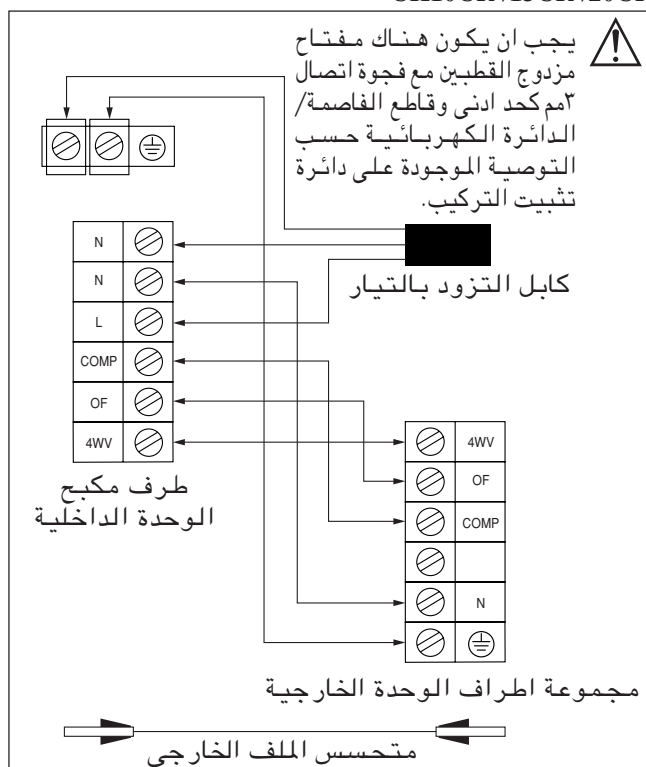 يجب ان يكون هناك مفتاح
مزدوج القطبين مع فجوة اتصال
٣مم كحد ادنى وقاطع الفاصمة/
الدائرة الكهربائية حسب
التوصية الموجودة على دائرة
تثبيت التركيب.
كابل التزود بالتيار
N
N
L
COMP
OF
4WV
طرف مكبح
الوحدة الداخلية
4WV
OF
COMP
N
مجموعة اطراف الوحدة الخارجية
متحسس الملف الخارجي